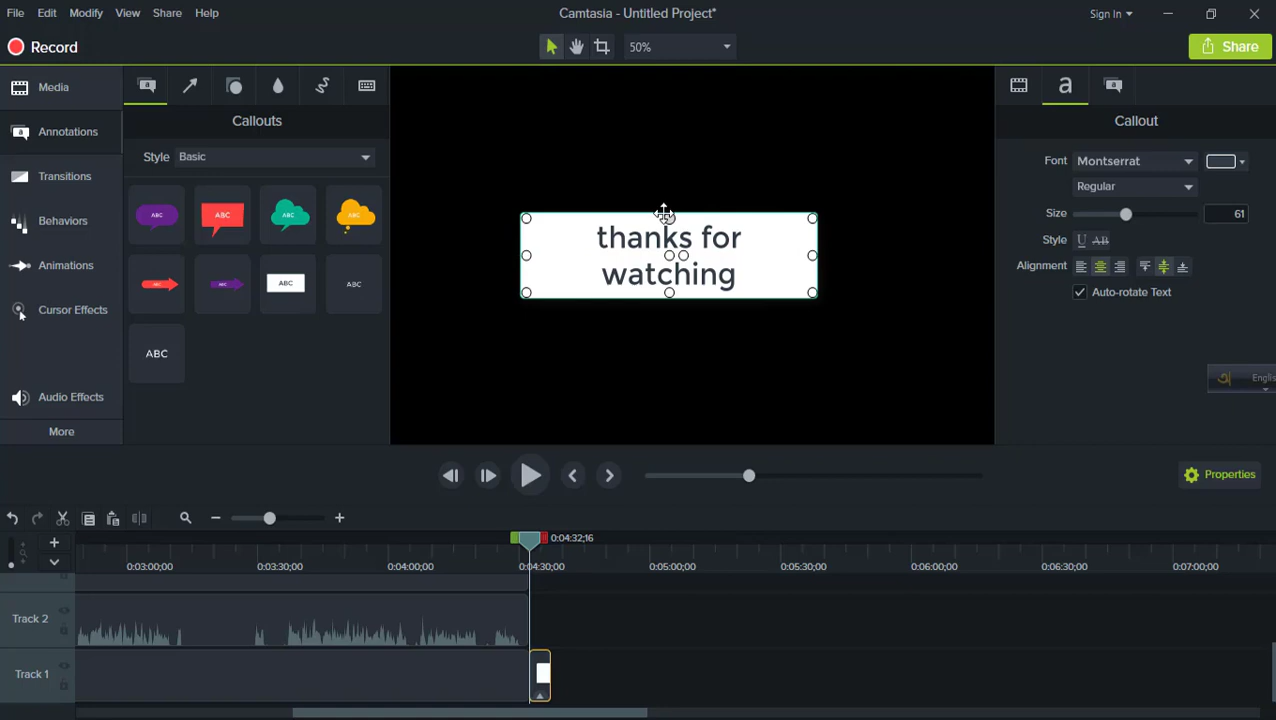 File Edit Modify View Share Help
Camtasia - Untitled Project*
Sign In
Record
50%
Share
Media
Annotations
Transitions
Behaviors
Animations
Cursor Effects
Audio Effects
More
a
Callouts
Style Basic
ABC ABC ABC ABC
ABC ABC ABC ABC
ABC
thanks for
watching
a
a
Callout
Font Montserrat
Regular
Size 61
Style U AB
Alignment
Auto-rotate Text
Englis
Properties
0:04:32;16
0:03:00;00 0:03:30;00 0:04:00;00 0:04:30;00 0:05:00;00 0:05:30;00 0:06:00;00 0:06:30;00 0:07:00;00
Track 2
Track 1